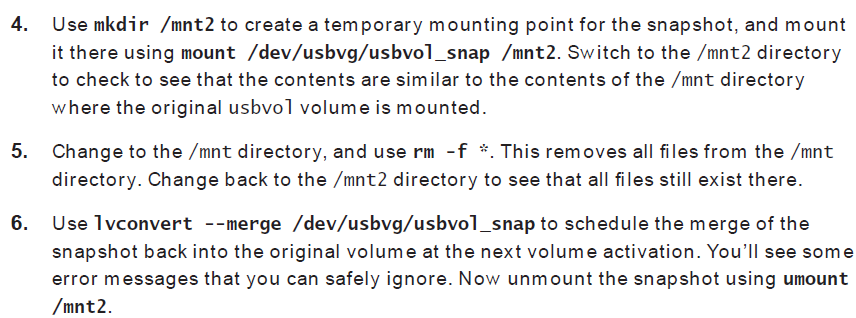 4. Use mkdir /mnt2 to create a temporary mounting point for the snapshot, and mount
it there using mount /dev/usbvg/usbvol_snap /mnt2. Switch to the /mnt2 directory
to check to see that the contents are similar to the contents of the /mnt directory
where the original usbvol volume is mounted.
5. Change to the /mnt directory, and use rm -f *. This removes all files from the /mnt
directory. Change back to the /mnt2 directory to see that all files still exist there.
6. Use lvconvert --merge /dev/usbvg/usbvol_snap to schedule the merge of the
snapshot back into the original volume at the next volume activation. You’ll see some
error messages that you can safely ignore. Now unmount the snapshot using umount
/mnt2.